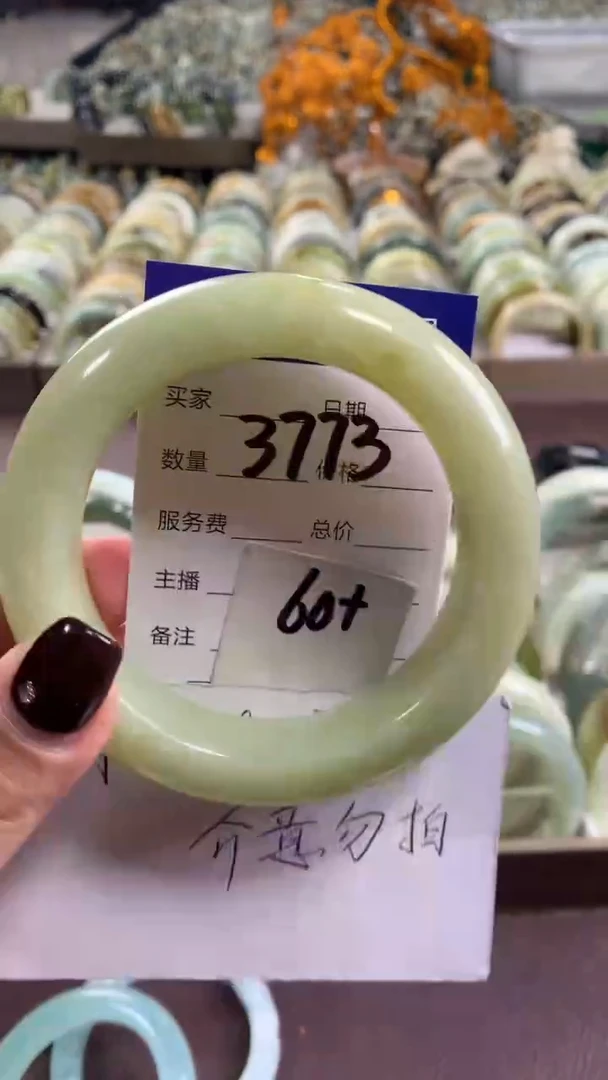 买家 日期
3773
数量 价格
服务费 总价
主播
60+
备注
介意勿拍